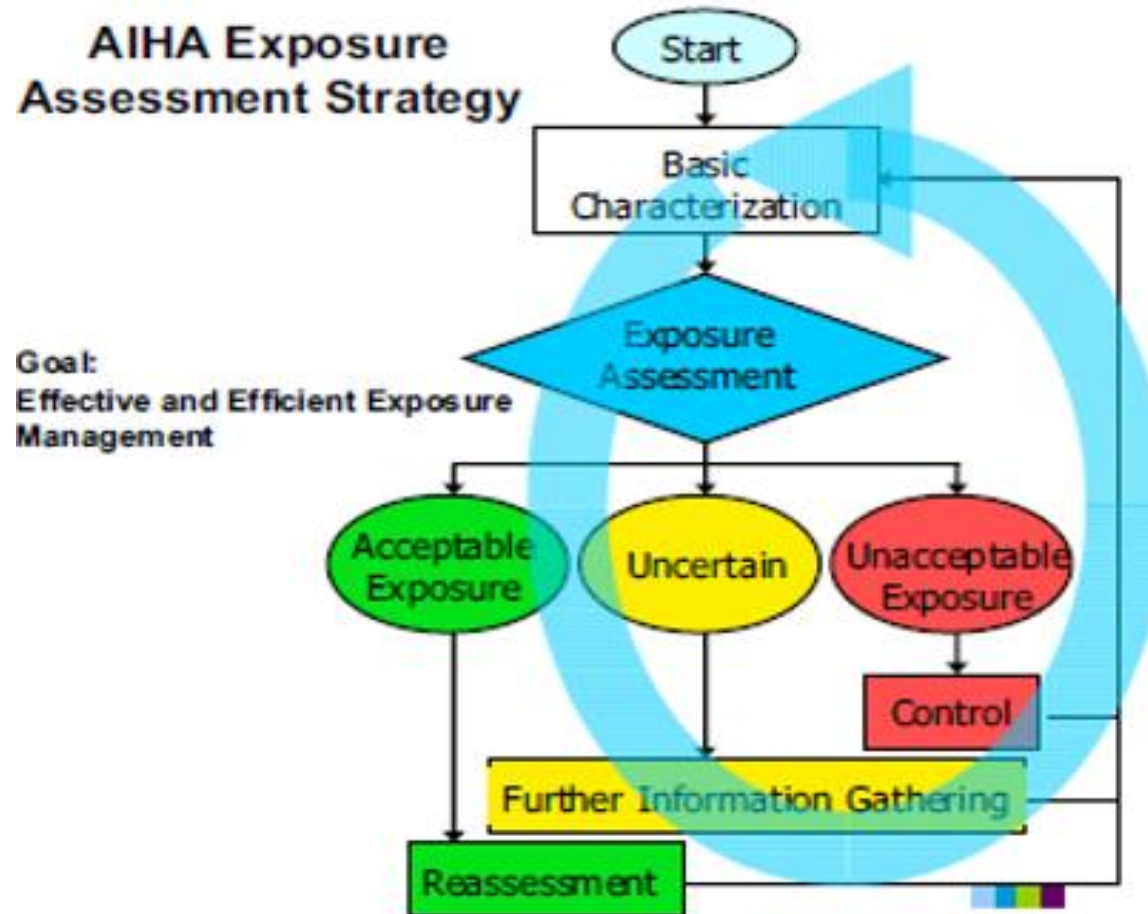 AIHA Exposure
Assessment Strategy
Start
Basic
Characterization
Exposure
Assessment
Goal:
Effective and Efficient Exposure
Management
Acceptable
Exposure
Uncertain
Unacceptable
Exposure
Control
Further Information Gathering
Reassessment